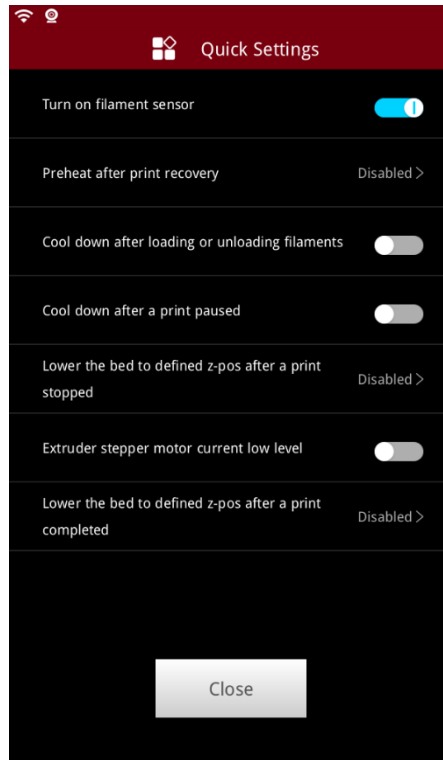 Quick Settings
Turn on filament sensor
Preheat after print recovery
Disabled >
Cool down after loading or unloading filaments
Cool down after a print paused
Lower the bed to defined z-pos after a print
stopped
Disabled >
Extruder stepper motor current low level
Lower the bed to defined z-pos after a print
completed
Disabled >
Close